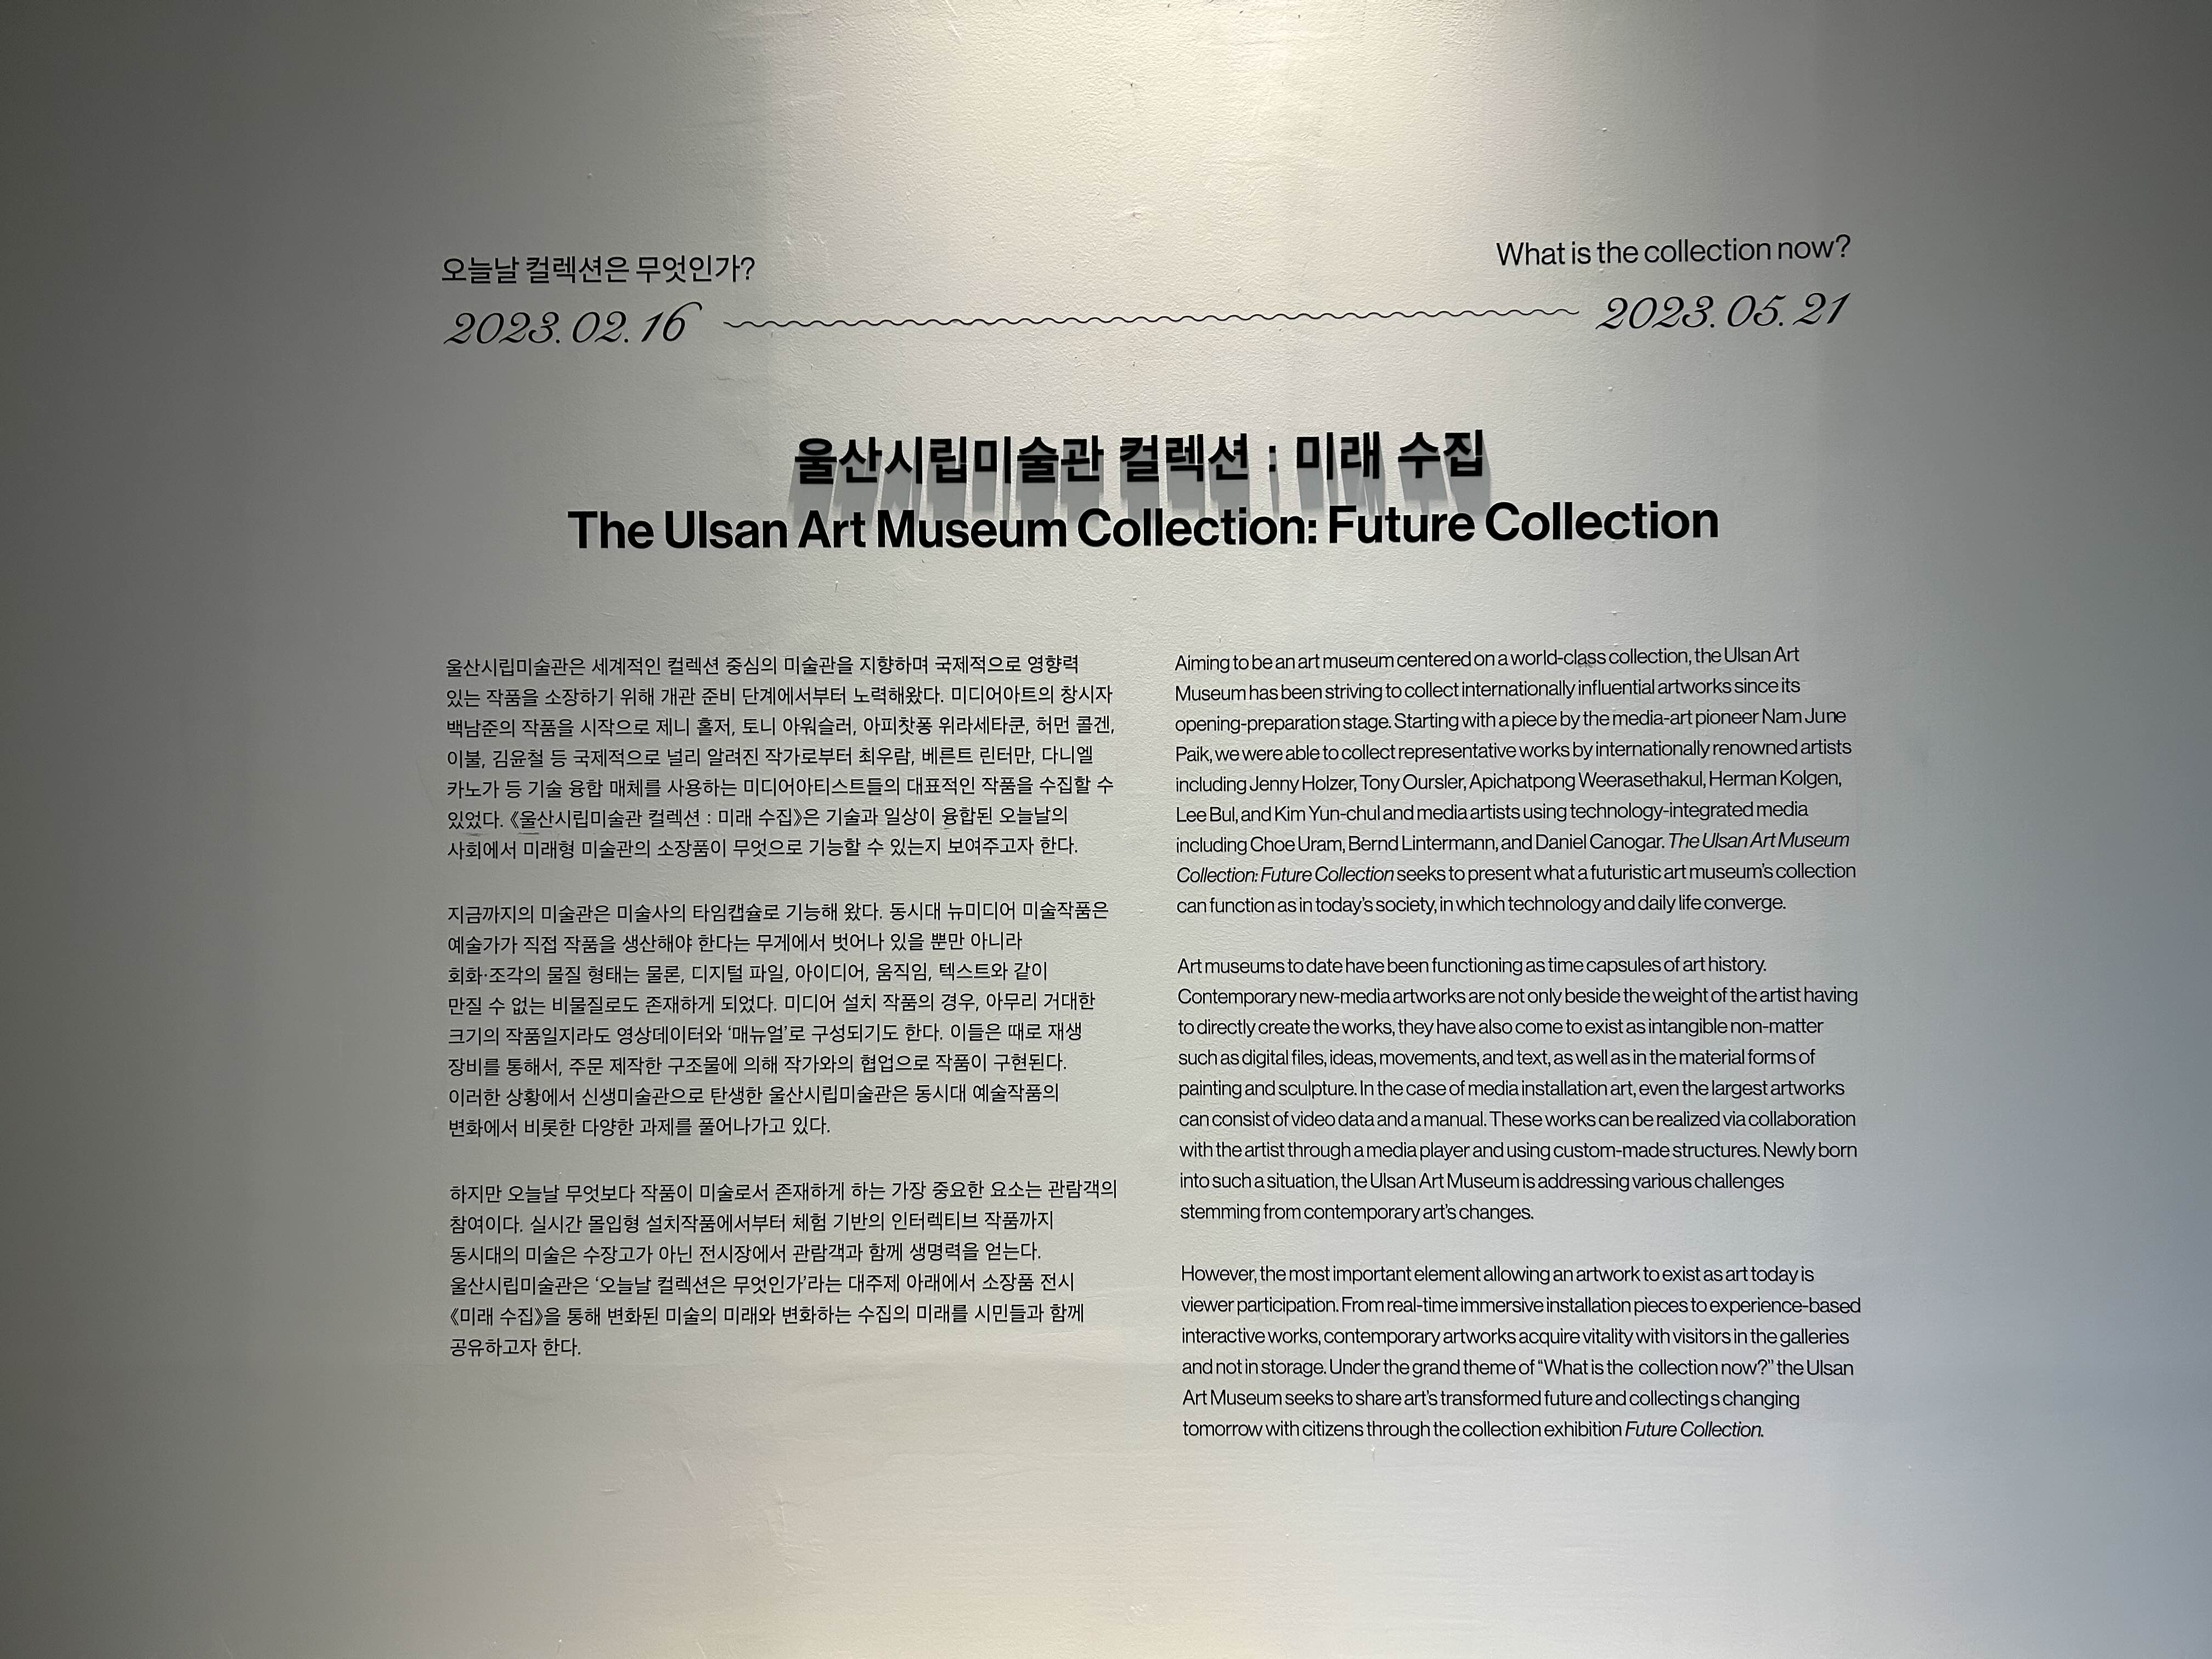 오늘날 컬렉션은 무엇인가?
What is the collection now?
2023. 02. 16
2023. 05. 21
울산시립미술관 컬렉션 : 미래 수집
The Ulsan Art Museum Collection: Future Collection
울산시립미술관은 세계적인 컬렉션 중심의 미술관을 지향하며 국제적으로 영향력
있는 작품을 소장하기 위해 개관 준비 단계에서부터 노력해왔다. 미디어아트의 창시자
백남준의 작품을 시작으로 제니 홀저, 토니 아워슬러, 아피찻퐁 위라세타쿤, 허먼 콜겐,
이불, 김윤철 등 국제적으로 널리 알려진 작가로부터 최우람, 베른트 린터만, 다니엘
카노가 등 기술 융합 매체를 사용하는 미디어아티스트들의 대표적인 작품을 수집할 수
있었다. 《울산시립미술관 컬렉션 : 미래 수집》은 기술과 일상이 융합된 오늘날의
사회에서 미래형 미술관의 소장품이 무엇으로 기능할 수 있는지 보여주고자 한다.
지금까지의 미술관은 미술사의 타임캡슐로 기능해 왔다. 동시대 뉴미디어 미술작품은
예술가가 직접 작품을 생산해야 한다는 무게에서 벗어나 있을 뿐만 아니라
회화·조각의 물질 형태는 물론, 디지털 파일, 아이디어, 움직임, 텍스트와 같이
만질 수 없는 비물질로도 존재하게 되었다. 미디어 설치 작품의 경우, 아무리 거대한
크기의 작품일지라도 영상데이터와 ‘매뉴얼’로 구성되기도 한다. 이들은 때로 재생
장비를 통해서, 주문 제작한 구조물에 의해 작가와의 협업으로 작품이 구현된다.
이러한 상황에서 신생미술관으로 탄생한 울산시립미술관은 동시대 예술작품의
변화에서 비롯한 다양한 과제를 풀어나가고 있다.
하지만 오늘날 무엇보다 작품이 미술로서 존재하게 하는 가장 중요한 요소는 관람객의
참여이다. 실시간 몰입형 설치작품에서부터 체험 기반의 인터렉티브 작품까지
동시대의 미술은 수장고가 아닌 전시장에서 관람객과 함께 생명력을 얻는다.
울산시립미술관은 ‘오늘날 컬렉션은 무엇인가’라는 대주제 아래에서 소장품 전시
《미래 수집》을 통해 변화된 미술의 미래와 변화하는 수집의 미래를 시민들과 함께
공유하고자 한다.
Aiming to be an art museum centered on a world-class collection, the Ulsan Art
Museum has been striving to collect internationally influential artworks since its
opening-preparation stage. Starting with a piece by the media-art pioneer Nam June
Paik, we were able to collect representative works by internationally renowned artists
including Jenny Holzer, Tony Oursler, Apichatpong Weerasethakul, Herman Kolgen,
Lee Bul, and Kim Yun-chul and media artists using technology-integrated media
including Choe Uram, Bernd Lintermann, and Daniel Canogar. The Ulsan Art Museum
Collection: Future Collection seeks to present what a futuristic art museum’s collection
can function as in today’s society, in which technology and daily life converge.
Art museums to date have been functioning as time capsules of art history.
Contemporary new-media artworks are not only beside the weight of the artist having
to directly create the works, they have also come to exist as intangible non-matter
such as digital files, ideas, movements, and text, as well as in the material forms of
painting and sculpture. In the case of media installation art, even the largest artworks
can consist of video data and a manual. These works can be realized via collaboration
with the artist through a media player and using custom-made structures. Newly born
into such a situation, the Ulsan Art Museum is addressing various challenges
stemming from contemporary art’s changes.
However, the most important element allowing an artwork to exist as art today is
viewer participation. From real-time immersive installation pieces to experience-based
interactive works, contemporary artworks acquire vitality with visitors in the galleries
and not in storage. Under the grand theme of “What is the collection now?” the Ulsan
Art Museum seeks to share art’s transformed future and collecting s changing
tomorrow with citizens through the collection exhibition Future Collection.